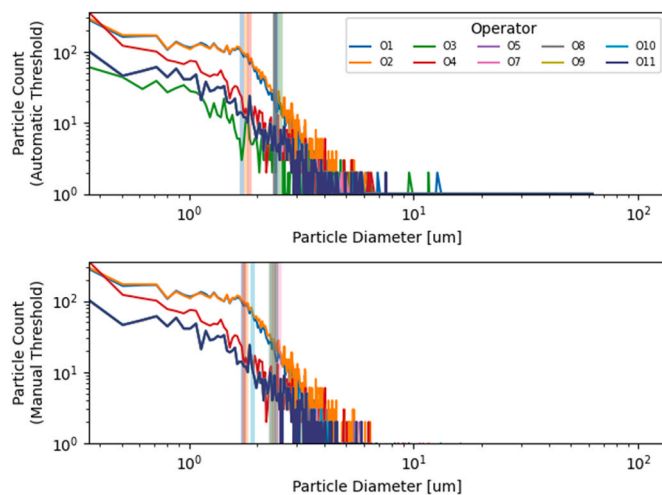 Particle Count
(Automatic Threshold)
10²
10¹
10⁰
Operator
O1 O3 O5 O8 O10
O2 O4 O7 O9 O11
10⁰ 10¹ 10²
Particle Diameter [um]
Particle Count
(Manual Threshold)
10²
10¹
10⁰
10⁰ 10¹ 10²
Particle Diameter [um]